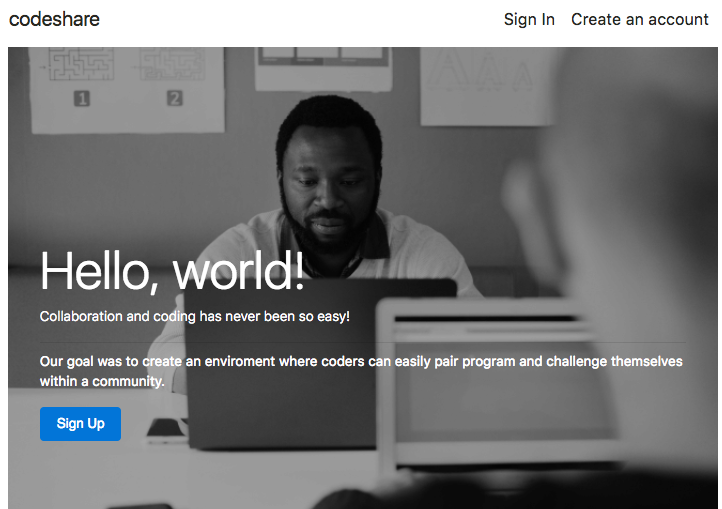 codeshare Sign In Create an account
1 2
A A A
Hello, world!
Collaboration and coding has never been so easy!
Our goal was to create an enviroment where coders can easily pair program and challenge themselves
within a community.
Sign Up